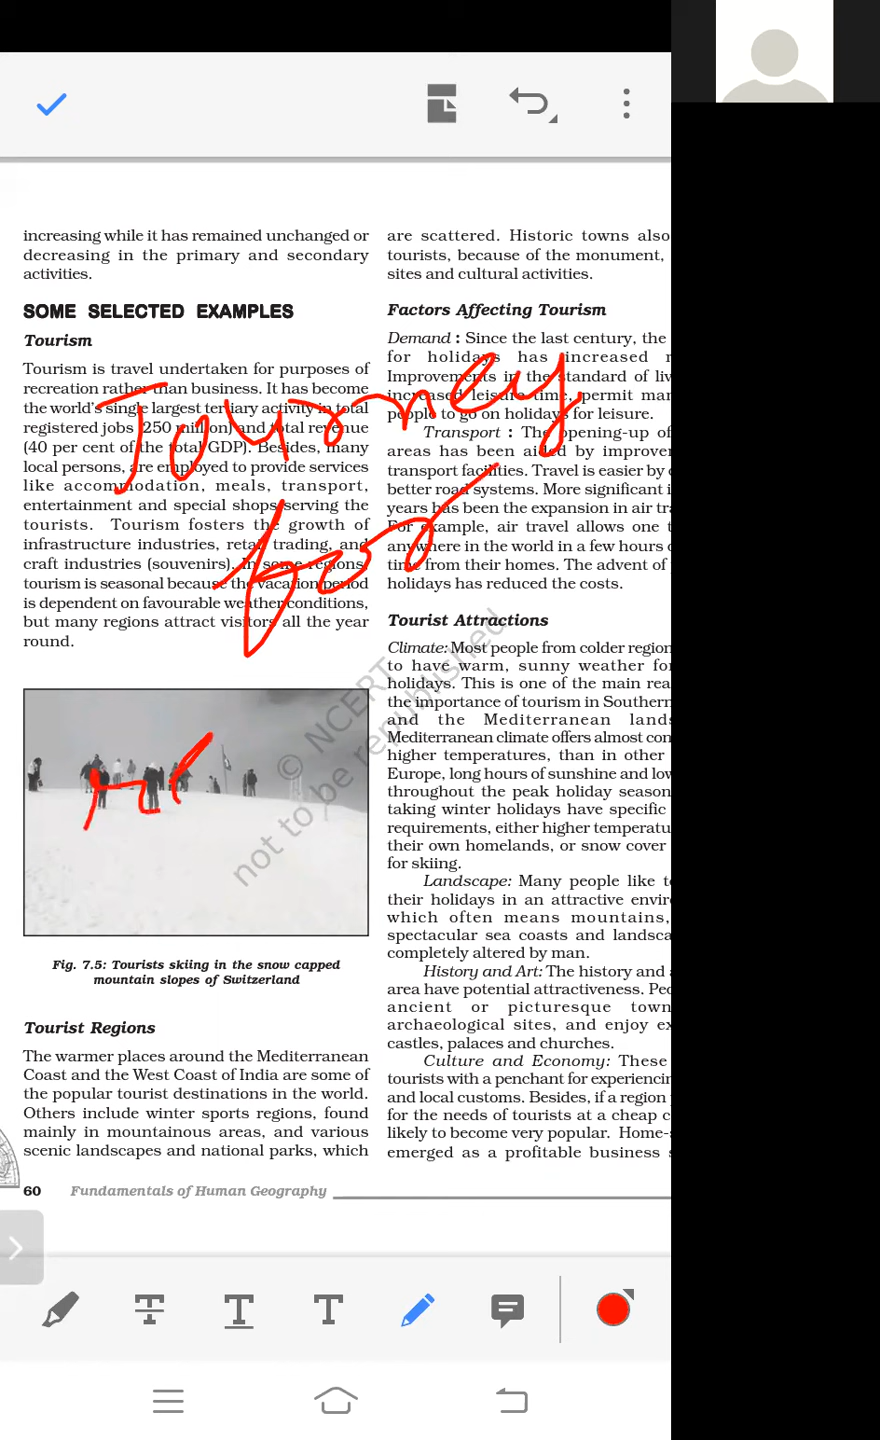 increasing while it has remained unchanged or
decreasing in the primary and secondary
activities.
SOME SELECTED EXAMPLES
Tourism
Tourism is travel undertaken for purposes of
recreation rather than business. It has become
the world's single largest tertiary activity in total
registered jobs (250 million) and total revenue
(40 per cent of the total GDP). Besides, many
local persons, are employed to provide services
like accommodation, meals, transport,
entertainment and special shops serving the
tourists. Tourism fosters the growth of
infrastructure industries, retail trading, and
craft industries (souvenirs). In some regions,
tourism is seasonal because the vacation period
is dependent on favourable weather conditions,
but many regions attract visitors all the year
round.
Fig. 7.5: Tourists skiing in the snow capped
mountain slopes of Switzerland
Tourist Regions
The warmer places around the Mediterranean
Coast and the West Coast of India are some of
the popular tourist destinations in the world.
Others include winter sports regions, found
mainly in mountainous areas, and various
scenic landscapes and national parks, which
are scattered. Historic towns also
tourists, because of the monument,
sites and cultural activities.
Factors Affecting Tourism
Demand : Since the last century, the
for holidays has increased
Improvements in the standard of
increased leisure time, permit
people to go on holidays for leisure.
Transport : The opening-up of
areas has been aided by
transport facilities. Travel is easier by
better road systems. More significant
years has been the expansion in air
For example, air travel allows one
anywhere in the world in a few hours
time from their homes. The advent of
holidays has reduced the costs.
Tourist Attractions
Climate: Most people from colder
to have warm, sunny weather
holidays. This is one of the main
the importance of tourism in Southern
and the Mediterranean
Mediterranean climate offers almost
higher temperatures, than in other
Europe, long hours of sunshine and
throughout the peak holiday season
taking winter holidays have specific
requirements, either higher
their own homelands, or snow cover
for skiing.
Landscape: Many people like
their holidays in an attractive
which often means mountains,
spectacular sea coasts and
completely altered by man.
History and Art: The history and
area have potential attractiveness.
ancient or picturesque
archaeological sites, and enjoy
castles, palaces and churches.
Culture and Economy: These
tourists with a penchant for
and local customs. Besides, if a region
for the needs of tourists at a cheap
likely to become very popular.
emerged as a profitable business
© NCERT
not to be republished
60 Fundamentals of Human Geography